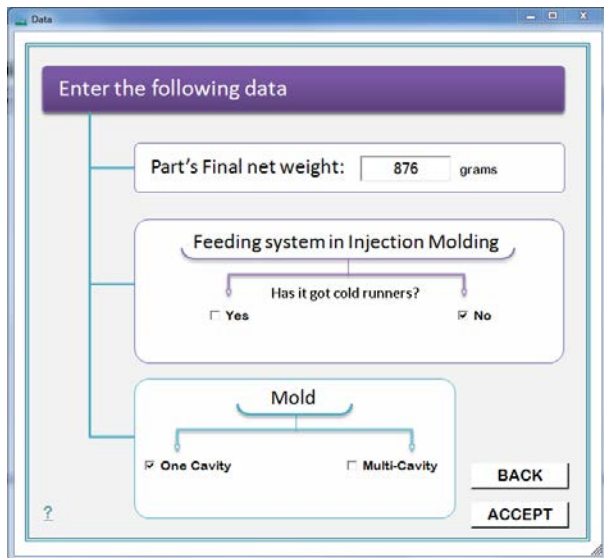 Data
Enter the following data
Part's Final net weight: 876 grams
Feeding system in Injection Molding
Has it got cold runners?
Yes No
Mold
One Cavity Multi-Cavity
BACK
? ACCEPT